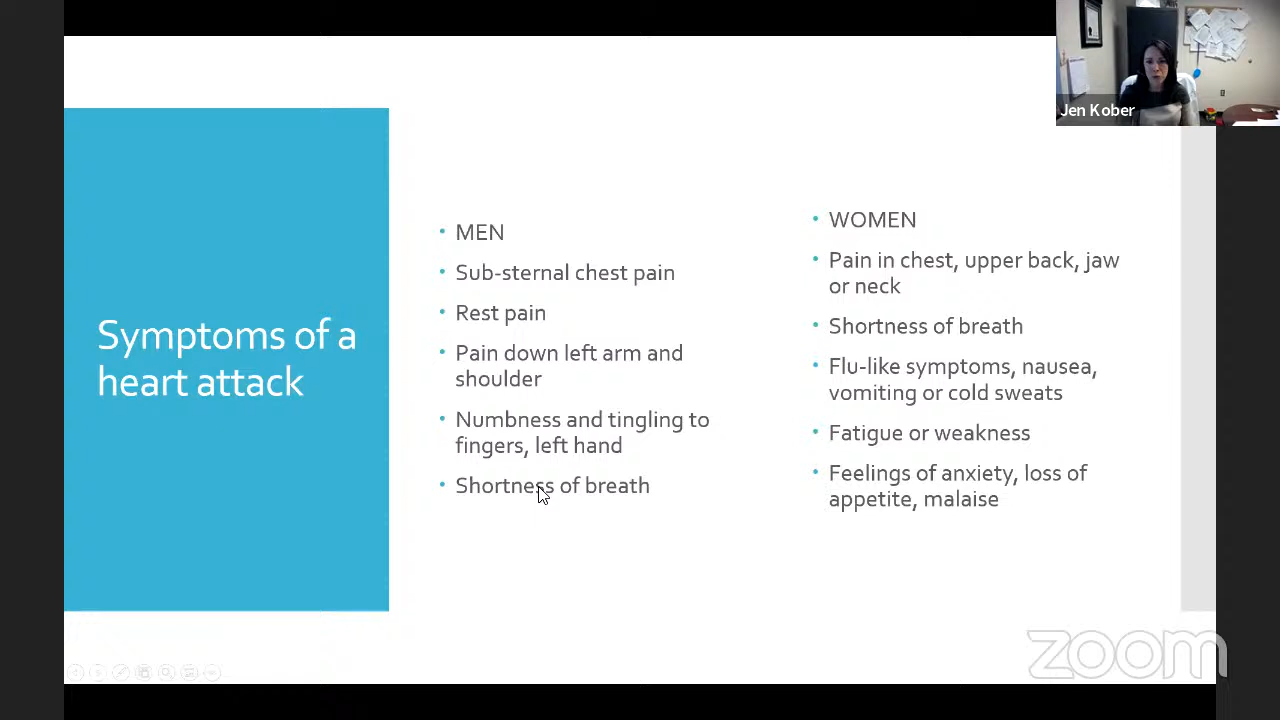 Jen Kober
Symptoms of a
heart attack
MEN
Sub-sternal chest pain
Rest pain
Pain down left arm and
shoulder
Numbness and tingling to
fingers, left hand
Shortness of breath
WOMEN
Pain in chest, upper back, jaw
or neck
Shortness of breath
Flu-like symptoms, nausea,
vomiting or cold sweats
Fatigue or weakness
Feelings of anxiety, loss of
appetite, malaise
zoom